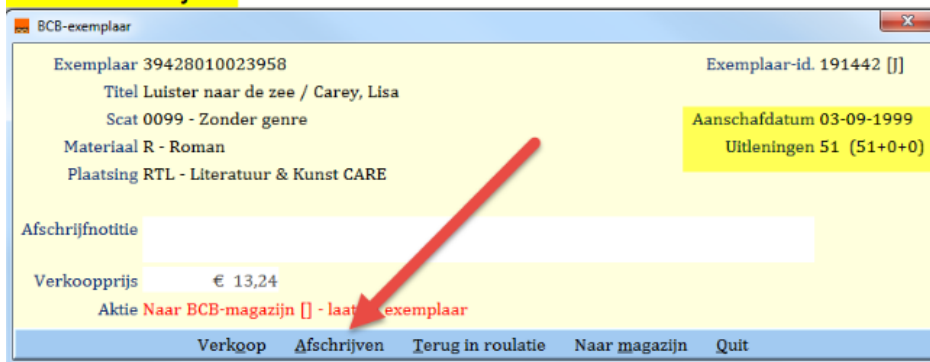 BCB-exemplaar
Exemplaar 39428010023958 Exemplaar-id. 191442 [J]
Titel Luister naar de zee / Carey, Lisa
Scat 0099 - Zonder genre Aanschafdatum 03-09-1999
Materiaal R - Roman Uitleningen 51 (51+0+0)
Plaatsing RTL - Literatuur & Kunst CARE
Afschrijfnotitie
Verkoopprijs € 13,24
Aktie Naar BCB-magazijn [] - exemplaar
Verkoop Afschrijven Terug in roulatie Naar magazijn Quit